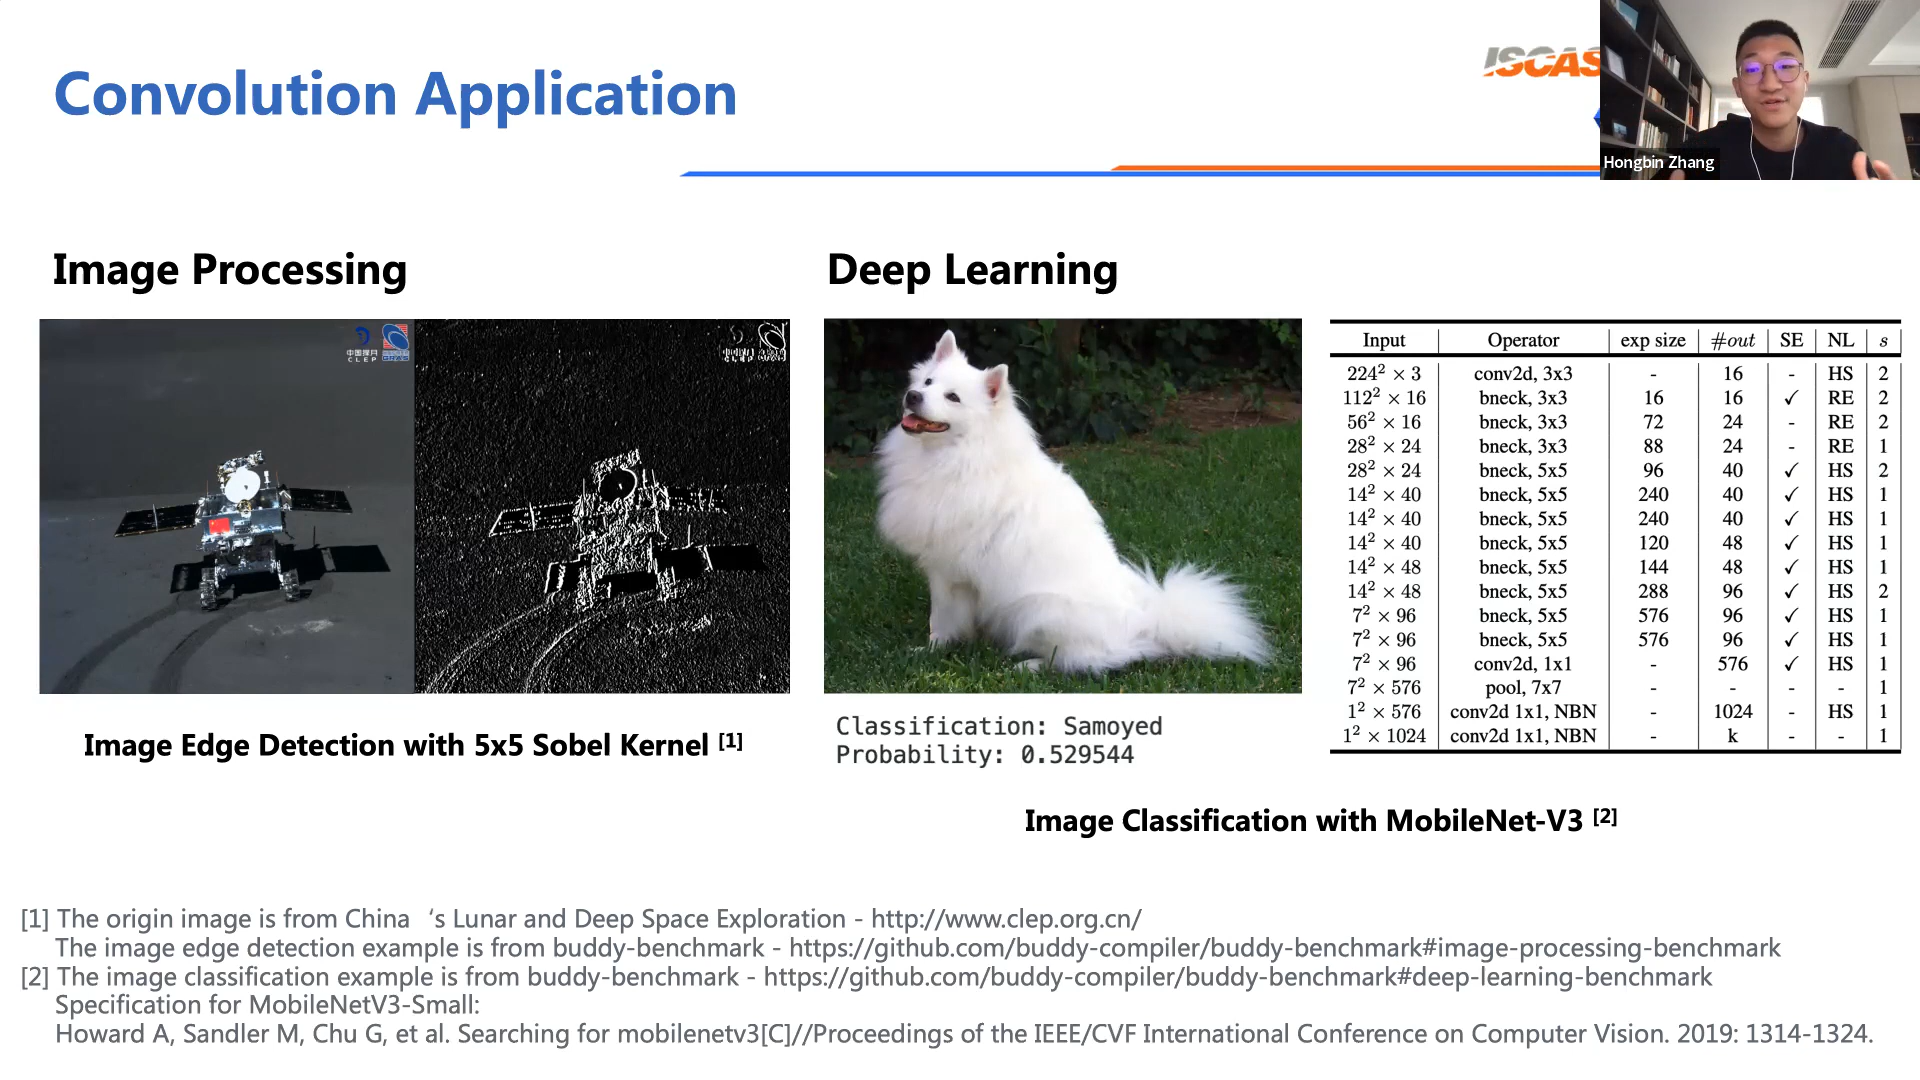 Convolution Application
ISCAS
Hongbin Zhang
Image Processing
Deep Learning
中国探月
CLEP
Input Operator exp size #out SE NL s
224² × 3 conv2d, 3x3 - 16 - HS 2
112² × 16 bneck, 3x3 16 16 ✓ RE 2
56² × 16 bneck, 3x3 72 24 - RE 2
28² × 24 bneck, 3x3 88 24 - RE 1
28² × 24 bneck, 5x5 96 40 ✓ HS 2
14² × 40 bneck, 5x5 240 40 ✓ HS 1
14² × 40 bneck, 5x5 240 40 ✓ HS 1
14² × 40 bneck, 5x5 120 48 ✓ HS 1
14² × 48 bneck, 5x5 144 48 ✓ HS 1
14² × 48 bneck, 5x5 288 96 ✓ HS 2
7² × 96 bneck, 5x5 576 96 ✓ HS 1
7² × 96 bneck, 5x5 576 96 ✓ HS 1
7² × 96 conv2d, 1x1 - 576 ✓ HS 1
7² × 576 pool, 7x7 - - - - 1
1² × 576 conv2d 1x1, NBN - 1024 - HS 1
1² × 1024 conv2d 1x1, NBN - k - - 1
Image Edge Detection with 5x5 Sobel Kernel [1]
Classification: Samoyed
Probability: 0.529544
Image Classification with MobileNet-V3 [2]
[1] The origin image is from China‘s Lunar and Deep Space Exploration - http://www.clep.org.cn/
The image edge detection example is from buddy-benchmark - https://github.com/buddy-compiler/buddy-benchmark#image-processing-benchmark
[2] The image classification example is from buddy-benchmark - https://github.com/buddy-compiler/buddy-benchmark#deep-learning-benchmark
Specification for MobileNetV3-Small:
Howard A, Sandler M, Chu G, et al. Searching for mobilenetv3[C]//Proceedings of the IEEE/CVF International Conference on Computer Vision. 2019: 1314-1324.